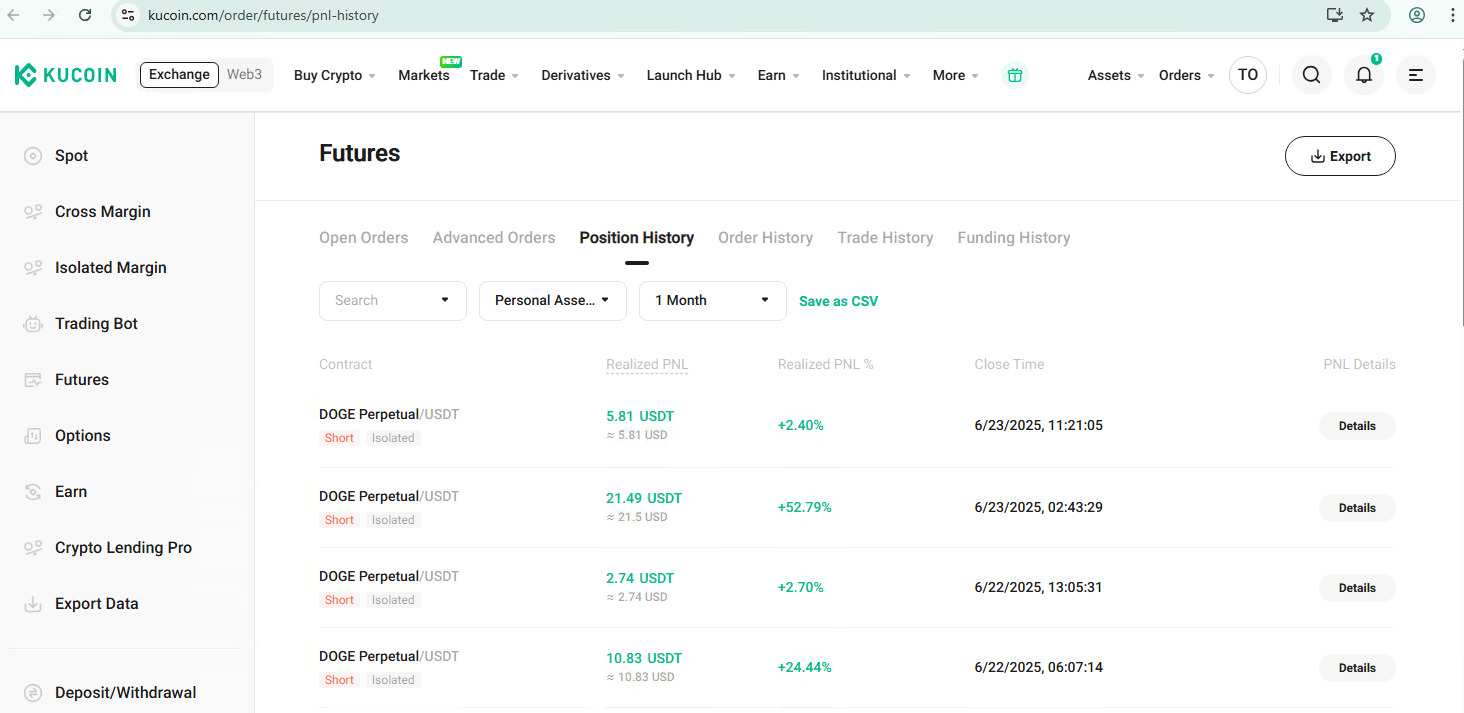 kucoin.com/order/futures/pnl-history
KUCOIN
Exchange
Web3
Buy Crypto
Markets
NEW
Trade
Derivatives
Launch Hub
Earn
Institutional
More
Assets
Orders
TO
1
Spot
Cross Margin
Isolated Margin
Trading Bot
Futures
Options
Earn
Crypto Lending Pro
Export Data
Deposit/Withdrawal
Futures
Export
Open Orders
Advanced Orders
Position History
Order History
Trade History
Funding History
Search
Personal Asse...
1 Month
Save as CSV
Contract
Realized PNL
Realized PNL %
Close Time
PNL Details
DOGE Perpetual/USDT
Short Isolated
5.81 USDT
≈ 5.81 USD
+2.40%
6/23/2025, 11:21:05
Details
DOGE Perpetual/USDT
Short Isolated
21.49 USDT
≈ 21.5 USD
+52.79%
6/23/2025, 02:43:29
Details
DOGE Perpetual/USDT
Short Isolated
2.74 USDT
≈ 2.74 USD
+2.70%
6/22/2025, 13:05:31
Details
DOGE Perpetual/USDT
Short Isolated
10.83 USDT
≈ 10.83 USD
+24.44%
6/22/2025, 06:07:14
Details